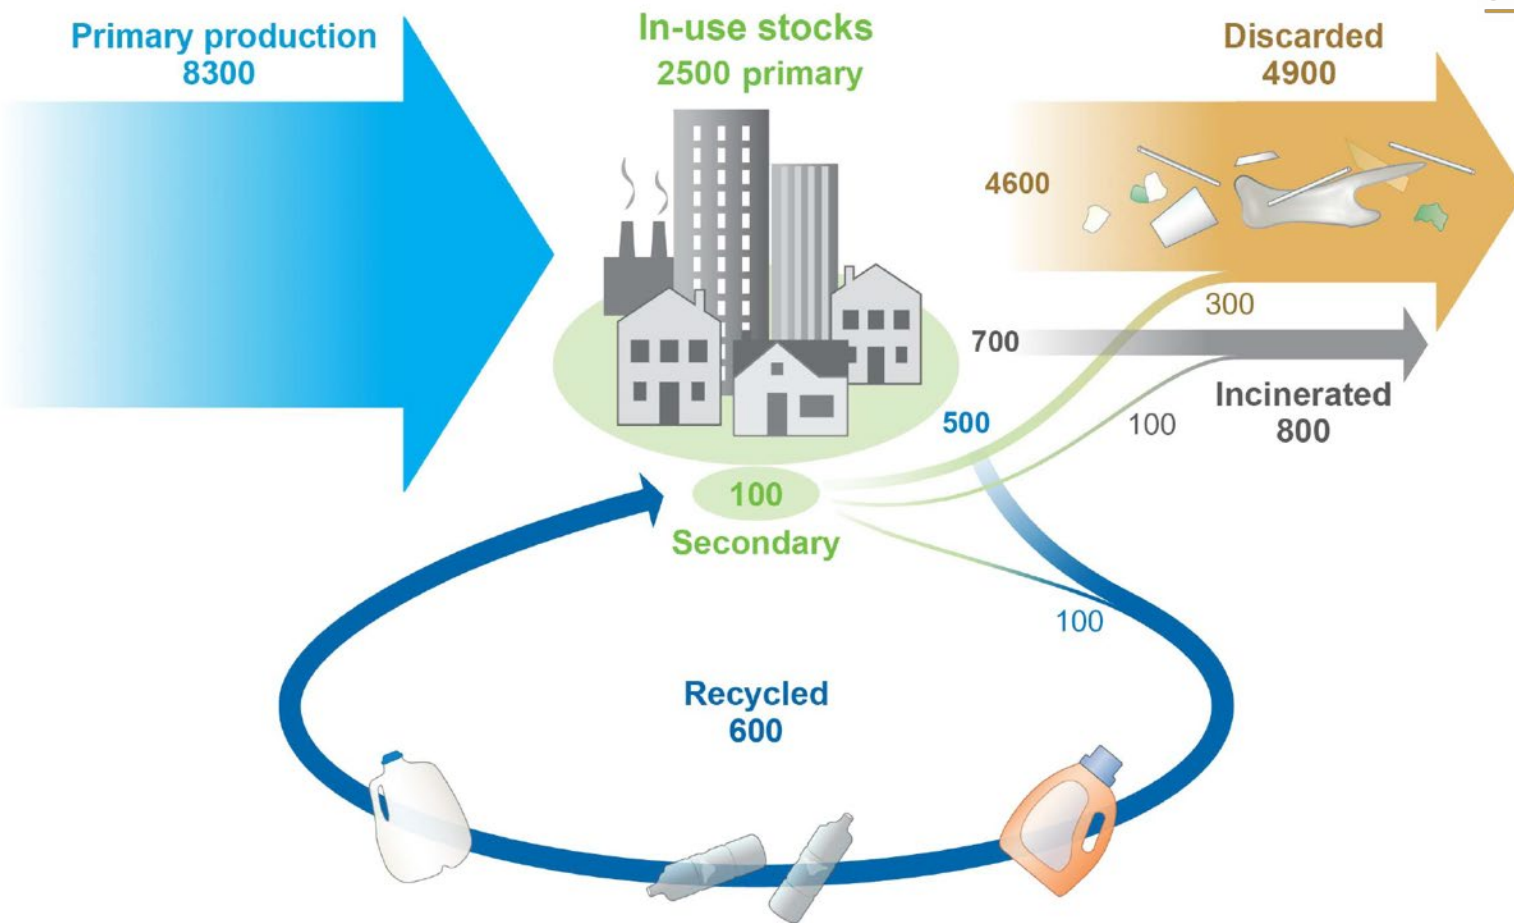 Primary production
8300
In-use stocks
2500 primary
Discarded
4900
4600
300
700
Incinerated
800
100
500
100
Secondary
100
Recycled
600